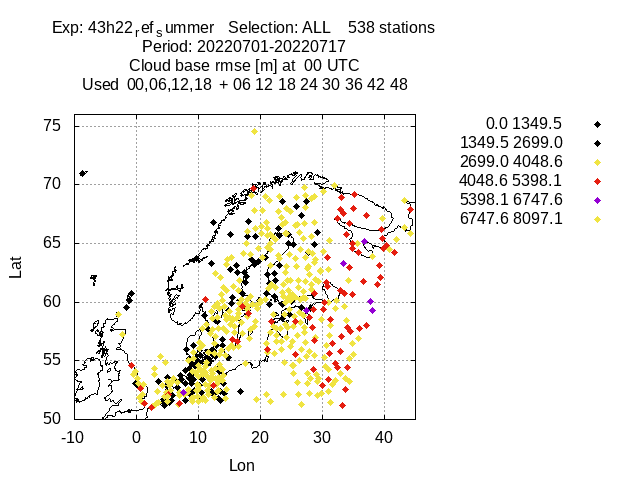 Exp: 43h22ref summer Selection: ALL 538 stations
Period: 20220701-20220717
Cloud base rmse [m] at 00 UTC
Used 00,06,12,18 + 06 12 18 24 30 36 42 48
0.0 1349.5
1349.5 2699.0
2699.0 4048.6
4048.6 5398.1
5398.1 6747.6
6747.6 8097.1
75
70
65
60
55
50
Lat
-10 0 10 20 30 40
Lon